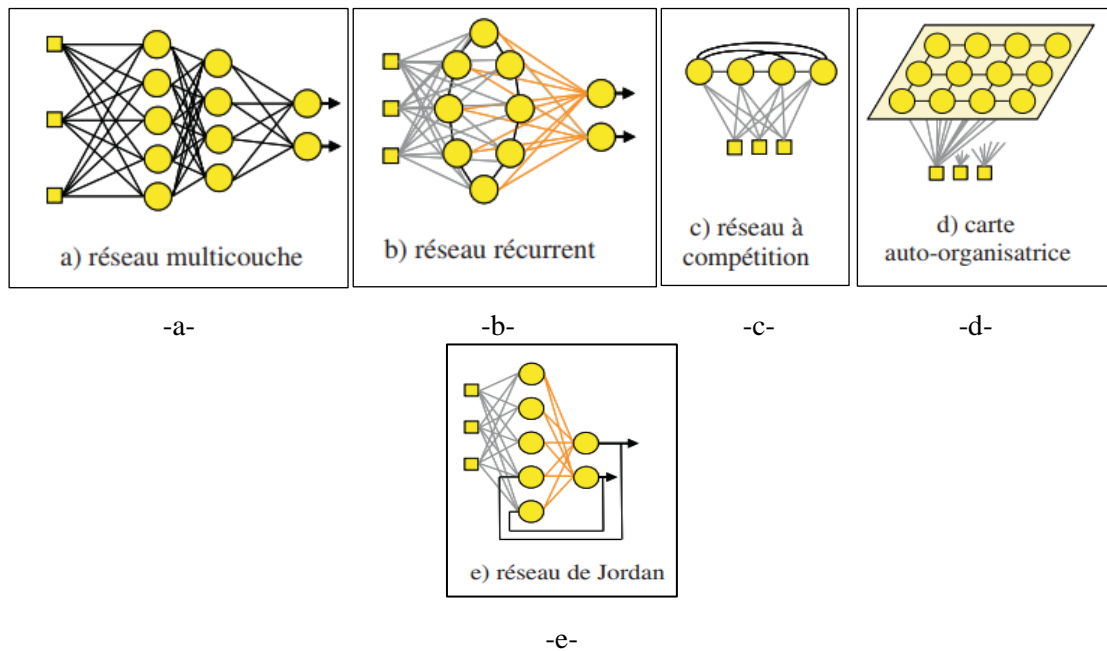 a) réseau multicouche
b) réseau récurrent
c) réseau à
compétition
d) carte
auto-organisatrice
-a-
-b-
-c-
-d-
e) réseau de Jordan
-e-